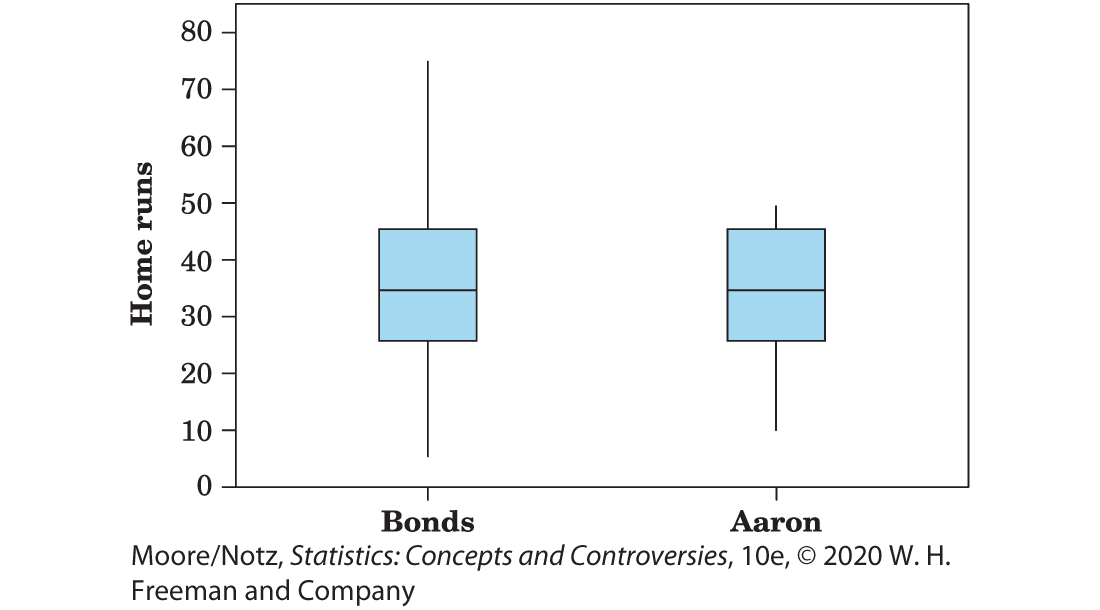 80
70
60
50
40
30
20
10
0
Home runs
Bonds Aaron
Moore/Notz, Statistics: Concepts and Controversies, 10e, © 2020 W. H.
Freeman and Company